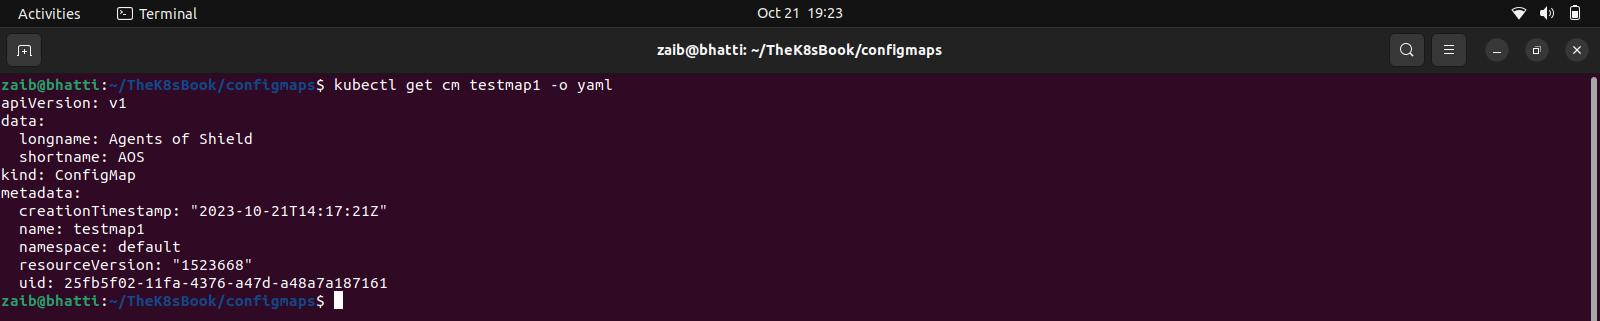 Activities Terminal Oct 21 19:23
zaib@bhatti: ~/TheK8sBook/configmaps
zaib@bhatti:~/TheK8sBook/configmaps$ kubectl get cm testmap1 -o yaml
apiVersion: v1
data:
  longname: Agents of Shield
  shortname: AOS
kind: ConfigMap
metadata:
  creationTimestamp: "2023-10-21T14:17:21Z"
  name: testmap1
  namespace: default
  resourceVersion: "1523668"
  uid: 25fb5f02-11fa-4376-a47d-a48a7a187161
zaib@bhatti:~/TheK8sBook/configmaps$